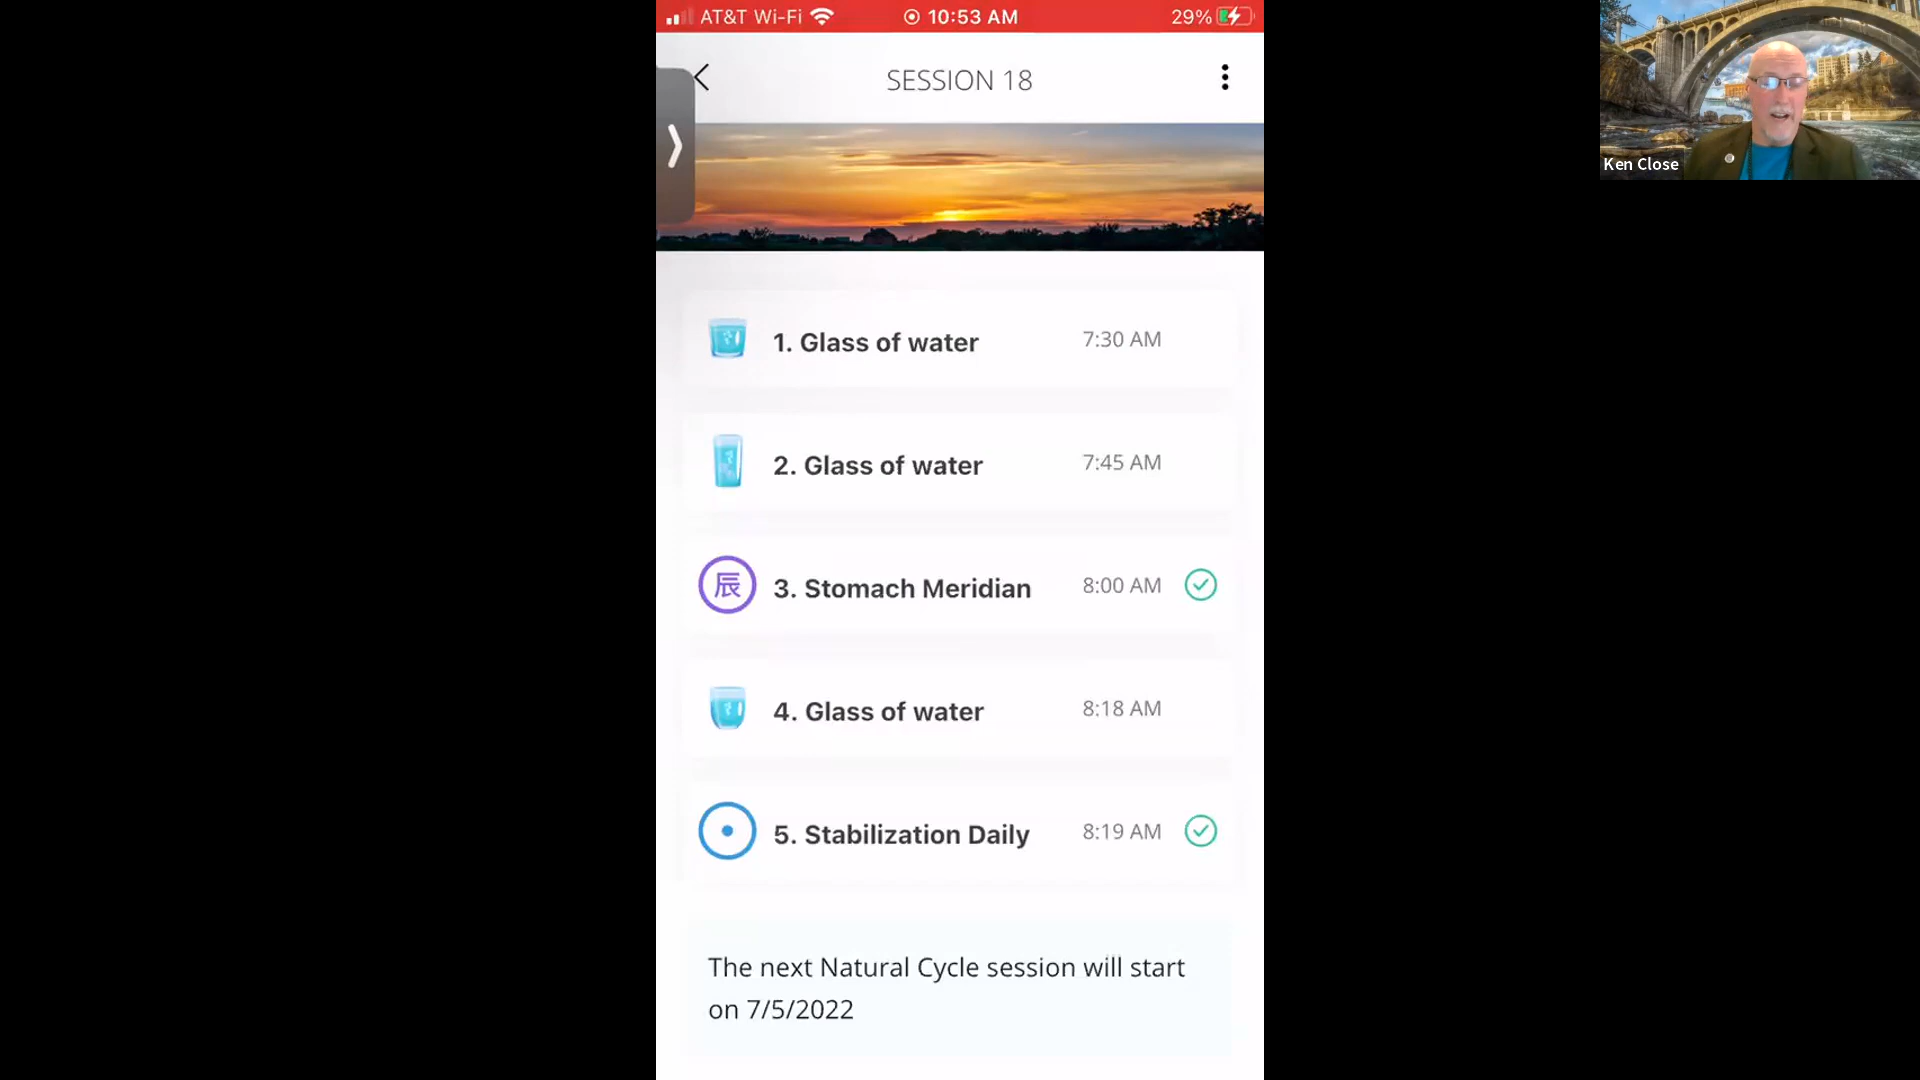 AT&T Wi-Fi 10:53 AM 29%
SESSION 18
Ken Close
1. Glass of water 7:30 AM
2. Glass of water 7:45 AM
辰 3. Stomach Meridian 8:00 AM
4. Glass of water 8:18 AM
5. Stabilization Daily 8:19 AM
The next Natural Cycle session will start
on 7/5/2022